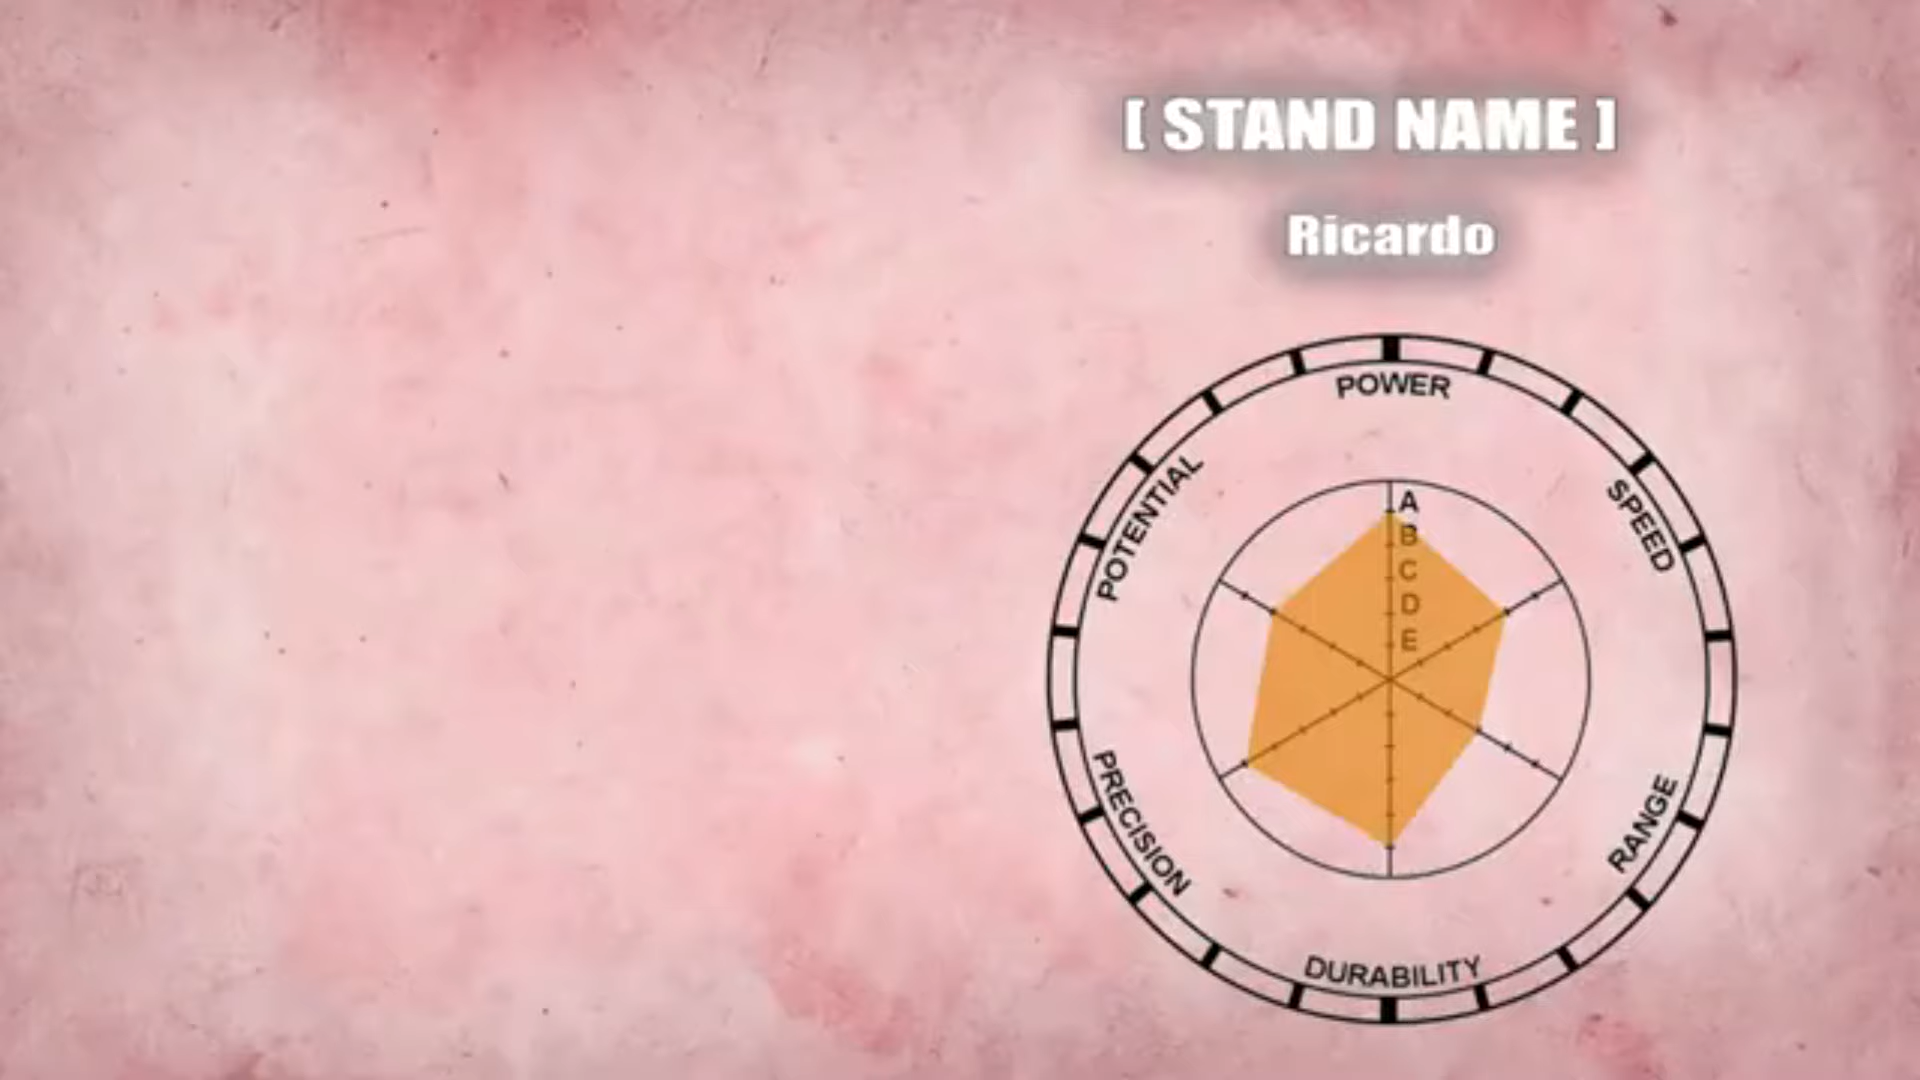 [ STAND NAME ]
Ricardo
POWER
SPEED
RANGE
DURABILITY
PRECISION
POTENTIAL
A
B
C
D
E